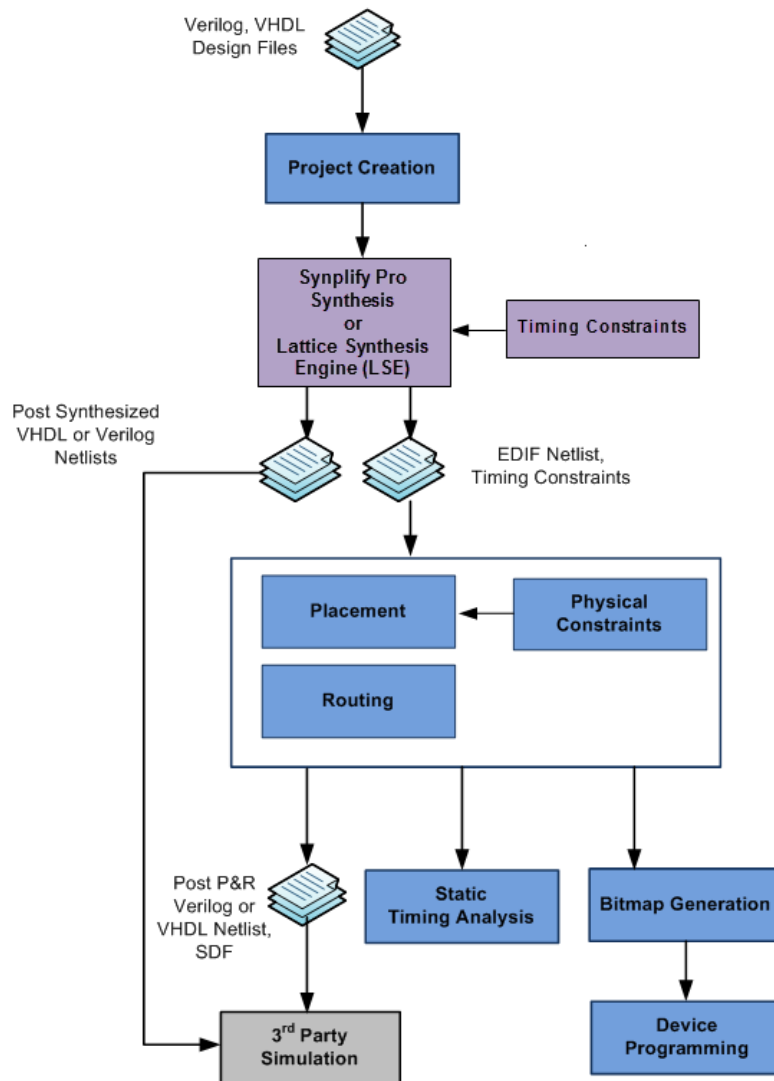 Verilog, VHDL
Design Files
Project Creation
Synplify Pro
Synthesis
or
Lattice Synthesis
Engine (LSE)
Timing Constraints
Post Synthesized
VHDL or Verilog
Netlists
EDIF Netlist,
Timing Constraints
Placement
Physical
Constraints
Routing
Post P&R
Verilog or
VHDL Netlist,
SDF
Static
Timing Analysis
Bitmap Generation
3rd Party
Simulation
Device
Programming